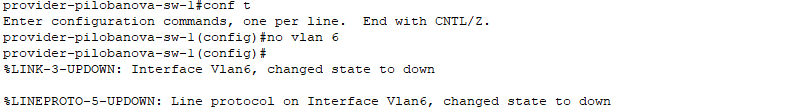 provider-pilobanova-sw-1#conf t
Enter configuration commands, one per line.  End with CNTL/Z.
provider-pilobanova-sw-1(config)#no vlan 6
provider-pilobanova-sw-1(config)#
%LINK-3-UPDOWN: Interface Vlan6, changed state to down
%LINEPROTO-5-UPDOWN: Line protocol on Interface Vlan6, changed state to down